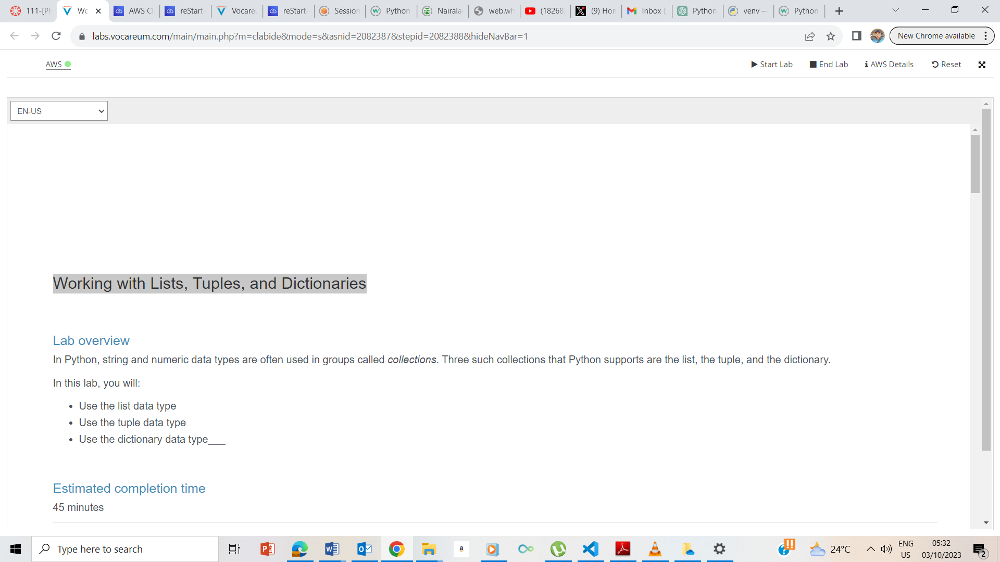 111-[PF
Wo
AWS Cl
reStart-
Vocareu
reStart-
Session
Python
Nairalan
web.wh
(18268)
(9) Hon
Inbox (
Python
venv —
Python
labs.vocareum.com/main/main.php?m=clabide&mode=s&asnid=2082387&stepid=2082388&hideNavBar=1
New Chrome available
AWS
Start Lab
End Lab
AWS Details
Reset
EN-US
Working with Lists, Tuples, and Dictionaries
Lab overview
In Python, string and numeric data types are often used in groups called collections. Three such collections that Python supports are the list, the tuple, and the dictionary.
In this lab, you will:
• Use the list data type
• Use the tuple data type
• Use the dictionary data type___
Estimated completion time
45 minutes
Type here to search
24°C
ENG
US
05:32
03/10/2023
2